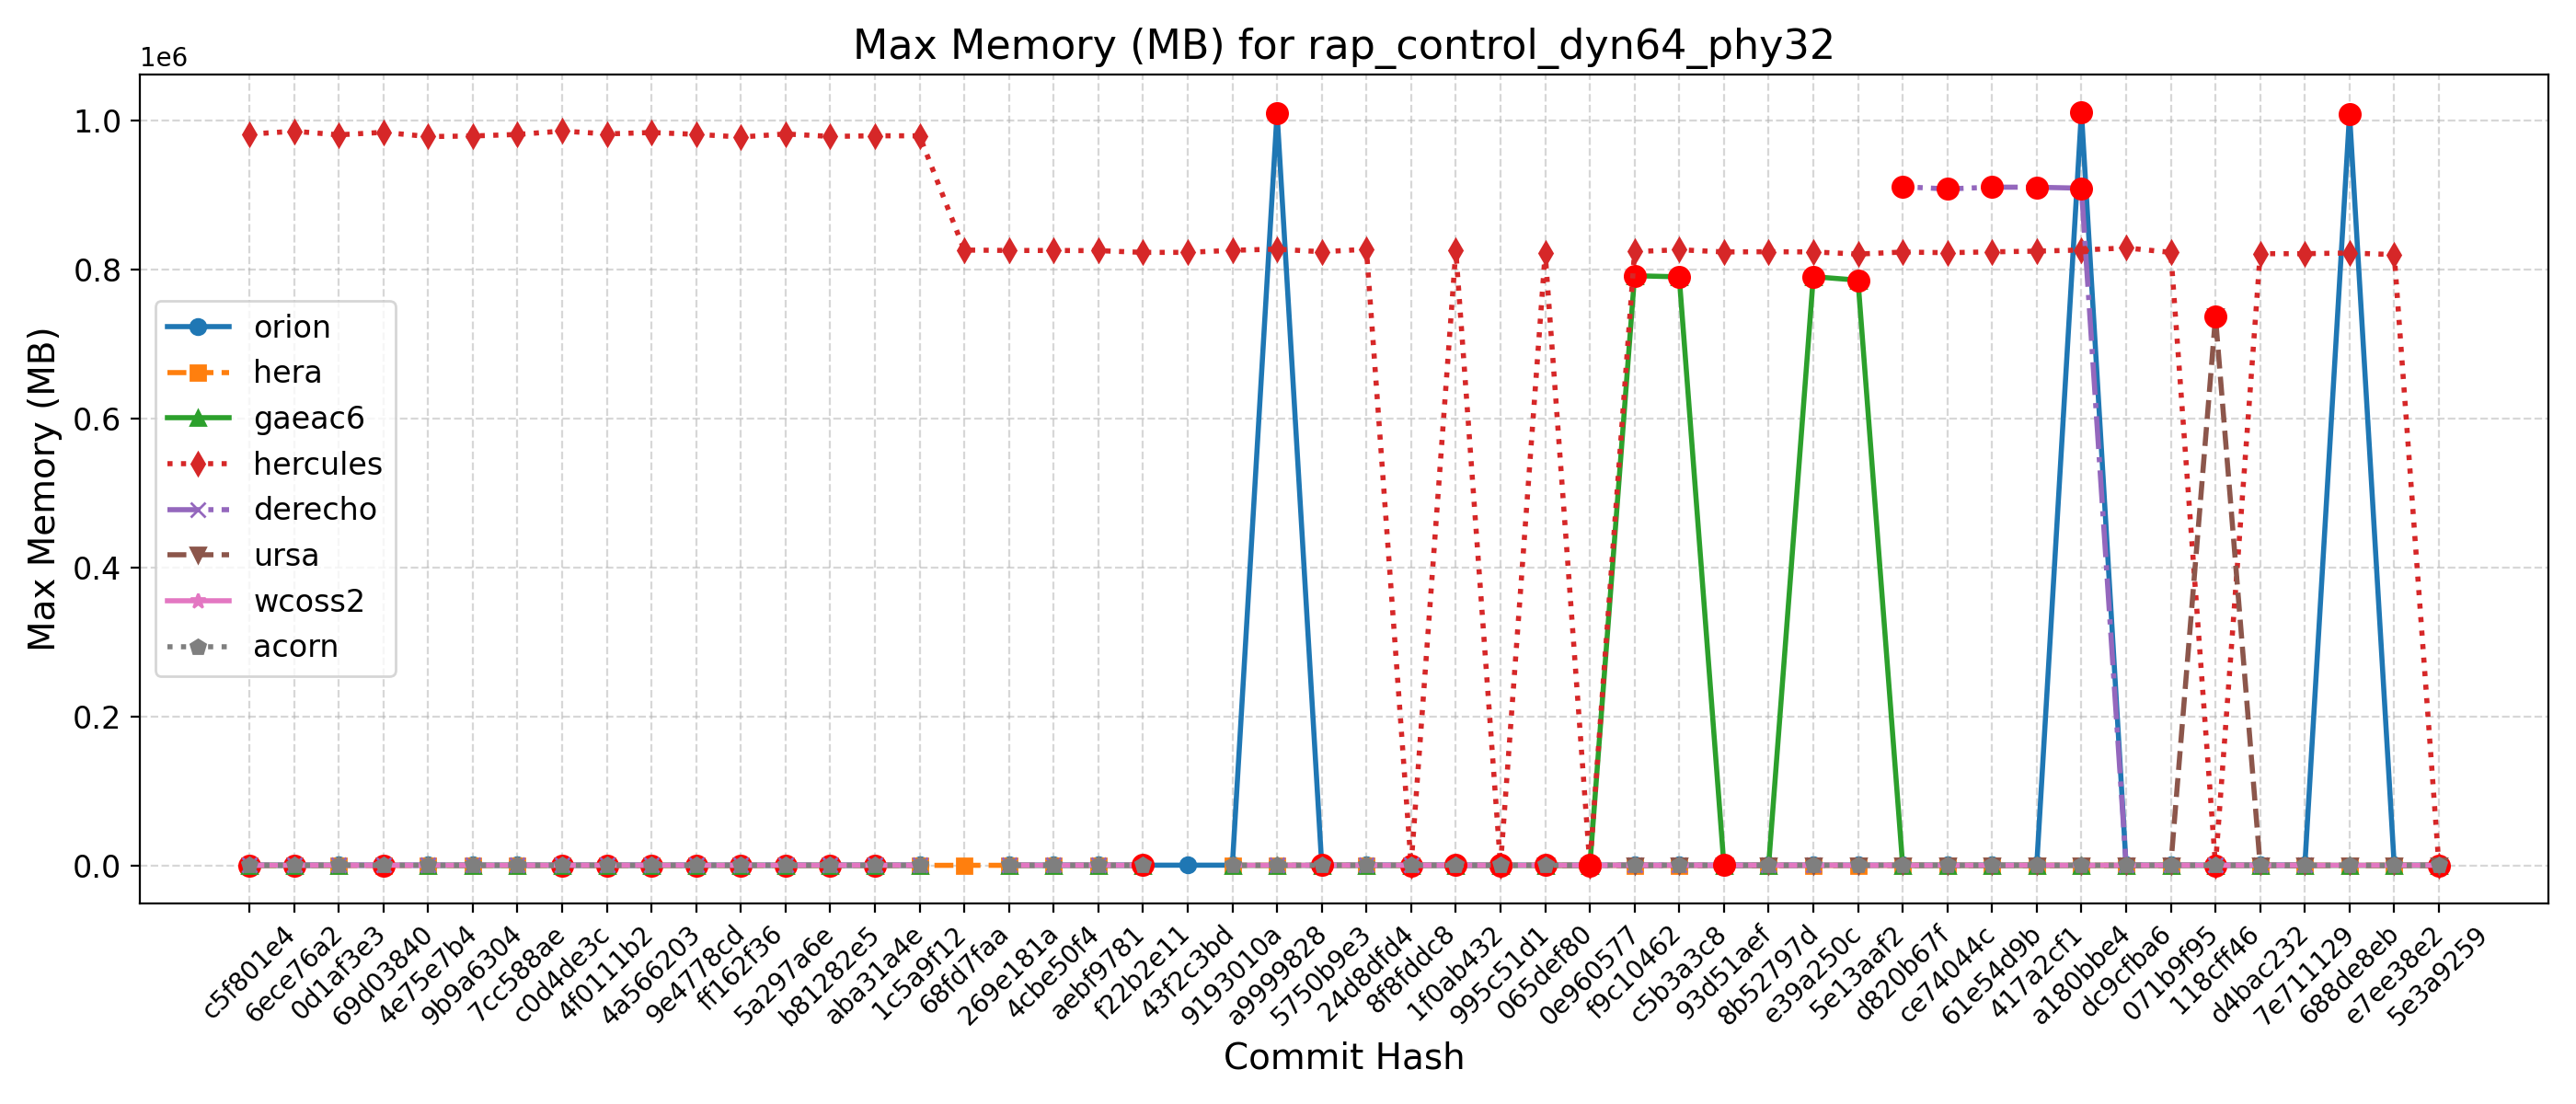 Max Memory (MB) for rap_control_dyn64_phy32
1e6
1.0
0.8
0.6
0.4
0.2
0.0
Max Memory (MB)
orion
hera
gaeac6
hercules
derecho
ursa
wcoss2
acorn
c5f801e4
6ece76a2
0d1af3e3
69d03840
4e75e7b4
9b9a6304
7cc588ae
c0d4de3c
4f0111b2
4a566203
9e4778cd
ff162f36
5a297a6e
b81282e5
aba31a4e
1c5a9f12
68fd7faa
269e181a
4cbe50f4
aebf9781
f22b2e11
43f2c3bd
9193010a
a9999828
5750b9e3
24d8dfd4
8f8fddc8
1f0ab432
995c51d1
065def80
0e960577
f9c10462
c5b3a3c8
93d51aef
8b52797d
e39a250c
5e13aaf2
d820b67f
ce74044c
61e54d9b
417a2cf1
a180bbe4
dc9cfba6
071b9f95
118cff46
d4bac232
7e711129
688de8eb
e7ee38e2
5e3a9259
Commit Hash